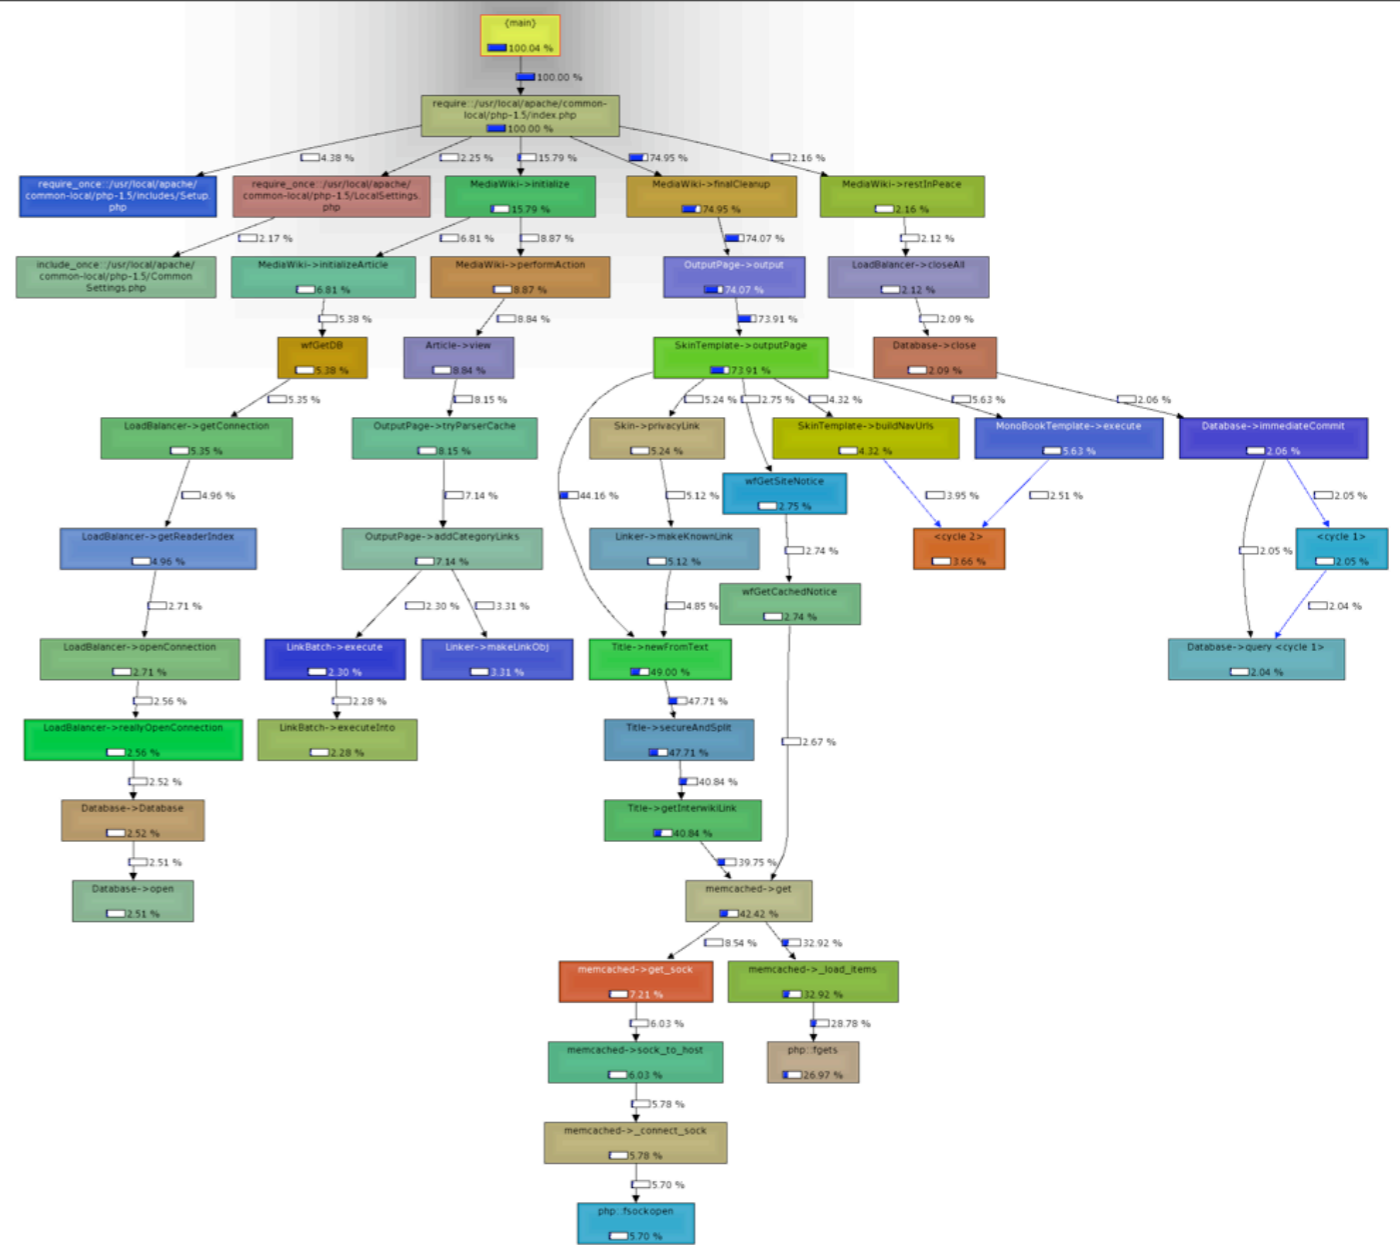 {main}
100.04 %
100.00 %
require::/usr/local/apache/common-
local/php-1.5/index.php
100.00 %
4.38 %
2.25 %
15.79 %
74.95 %
2.16 %
require_once::/usr/local/apache/
common-local/php-1.5/includes/Setup.
php
require_once::/usr/local/apache/
common-local/php-1.5/LocalSettings.
php
MediaWiki->initialize
15.79 %
MediaWiki->finalCleanup
74.95 %
MediaWiki->restInPeace
2.16 %
2.17 %
6.81 %
8.87 %
74.07 %
2.12 %
include_once::/usr/local/apache/
common-local/php-1.5/Common
Settings.php
MediaWiki->initializeArticle
6.81 %
MediaWiki->performAction
8.87 %
OutputPage->output
74.07 %
LoadBalancer->closeAll
2.12 %
5.38 %
8.84 %
73.91 %
2.09 %
wfGetDB
5.38 %
Article->view
8.84 %
SkinTemplate->outputPage
73.91 %
Database->close
2.09 %
5.35 %
8.15 %
5.24 %
2.75 %
4.32 %
5.63 %
2.06 %
LoadBalancer->getConnection
5.35 %
OutputPage->tryParserCache
8.15 %
Skin->privacyLink
5.24 %
SkinTemplate->buildNavUrls
4.32 %
MonoBookTemplate->execute
5.63 %
Database->immediateCommit
2.06 %
wfGetSiteNotice
2.75 %
4.96 %
7.14 %
44.16 %
5.12 %
3.95 %
2.51 %
2.05 %
LoadBalancer->getReaderIndex
4.96 %
OutputPage->addCategoryLinks
7.14 %
Linker->makeKnownLink
5.12 %
2.74 %
<cycle 2>
3.66 %
2.05 %
<cycle 1>
2.05 %
wfGetCachedNotice
2.74 %
2.71 %
2.30 %
3.31 %
4.85 %
2.04 %
LoadBalancer->openConnection
2.71 %
LinkBatch->execute
2.30 %
Linker->makeLinkObj
3.31 %
Title->newFromText
49.00 %
Database->query <cycle 1>
2.04 %
2.56 %
2.28 %
47.71 %
LoadBalancer->reallyOpenConnection
2.56 %
LinkBatch->executeInto
2.28 %
Title->secureAndSplit
47.71 %
2.67 %
2.52 %
40.84 %
Database->Database
2.52 %
Title->getInterwikiLink
40.84 %
2.51 %
39.75 %
Database->open
2.51 %
memcached->get
42.42 %
8.54 %
32.92 %
memcached->get_sock
7.21 %
memcached->_load_items
32.92 %
6.03 %
28.78 %
memcached->sock_to_host
6.03 %
php::fgets
26.97 %
5.78 %
memcached->_connect_sock
5.78 %
5.70 %
php::fsockopen
5.70 %